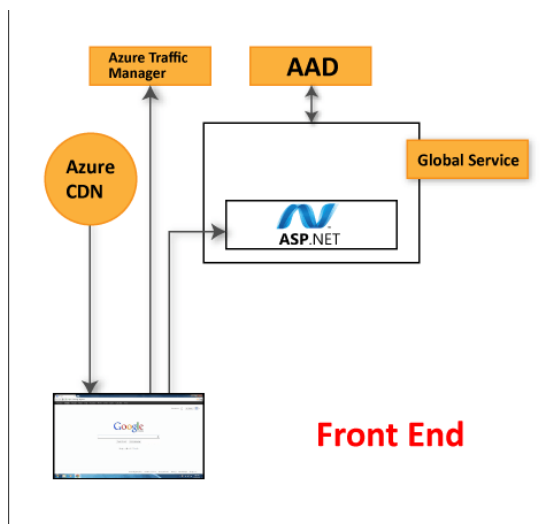 Azure Traffic
Manager
AAD
Azure
CDN
Global Service
ASP.NET
Google
Front End